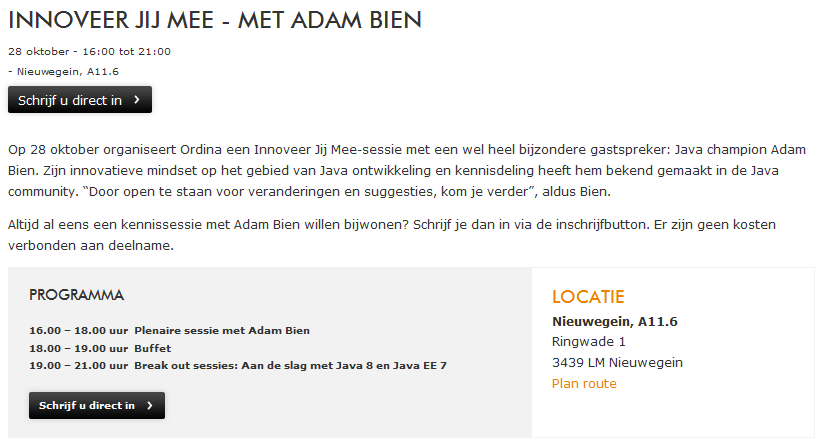 INNOVEER JIJ MEE - MET ADAM BIEN
28 oktober - 16:00 tot 21:00
- Nieuwegein, A11.6
Schrijf u direct in
Op 28 oktober organiseert Ordina een Innoveer Jij Mee-sessie met een wel heel bijzondere gastspreker: Java champion Adam
Bien. Zijn innovatieve mindset op het gebied van Java ontwikkeling en kennisdeling heeft hem bekend gemaakt in de Java
community. “Door open te staan voor veranderingen en suggesties, kom je verder”, aldus Bien.
Altijd al eens een kennissessie met Adam Bien willen bijwonen? Schrijf je dan in via de inschrijfbutton. Er zijn geen kosten
verbonden aan deelname.
PROGRAMMA
16.00 – 18.00 uur  Plenaire sessie met Adam Bien
18.00 – 19.00 uur  Buffet
19.00 – 21.00 uur  Break out sessies: Aan de slag met Java 8 en Java EE 7
Schrijf u direct in
LOCATIE
Nieuwegein, A11.6
Ringwade 1
3439 LM Nieuwegein
Plan route